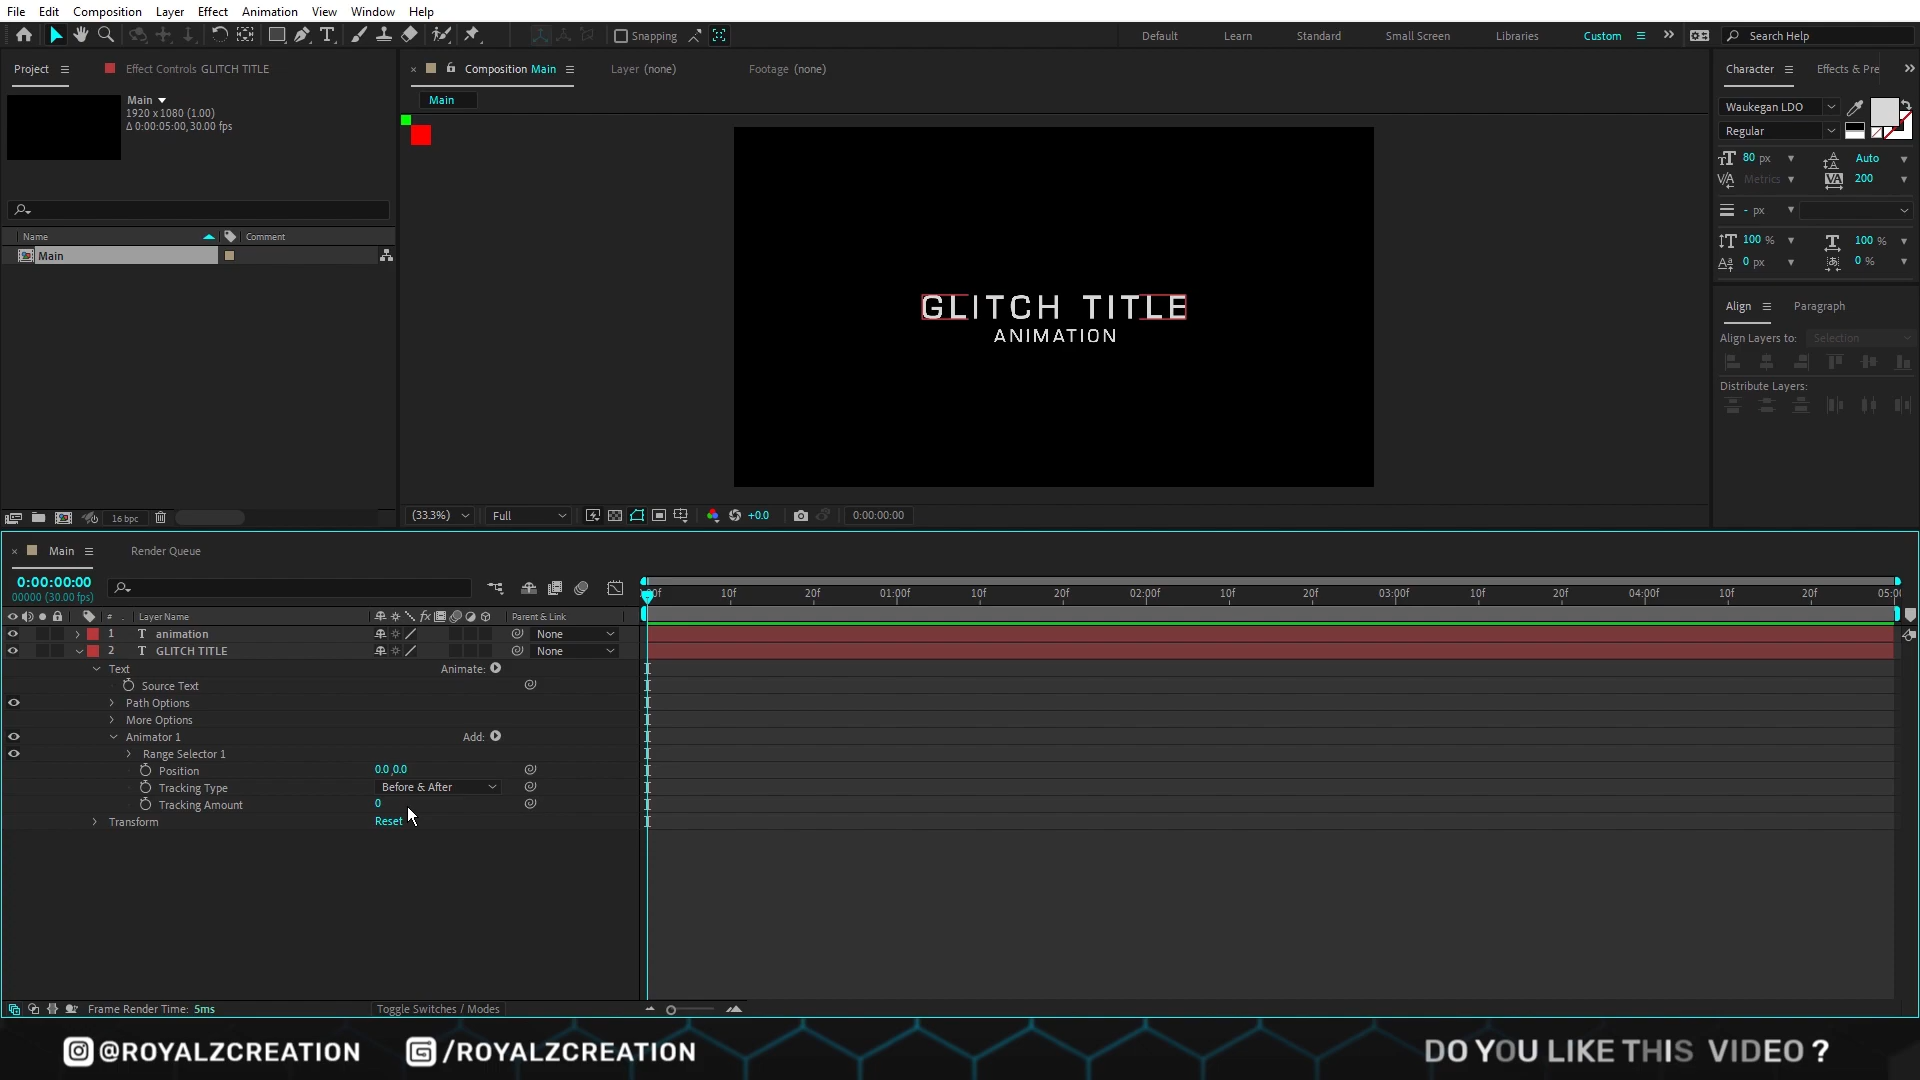 File Edit Composition Layer Effect Animation View Window Help
Snapping Default Learn Standard Small Screen Libraries Custom Search Help
Project Effect Controls GLITCH TITLE
Composition Main Layer (none) Footage (none)
Character Effects & Pre
Main
1920 x 1080 (1.00)
Δ 0:00:05:00, 30.00 fps
Main
Waukegan LDO
Regular
80 px Auto
Metrics 200
- px
100 % 100 %
0 px 0 %
Name Comment
Main
GLITCH TITLE
ANIMATION
Align Paragraph
Align Layers to: Selection
Distribute Layers:
16 bpc
(33.3%) Full +0.0 0:00:00:00
Main Render Queue
0:00:00:00
00000 (30.00 fps)
:00f 10f 20f 01:00f 10f 20f 02:00f 10f 20f 03:00f 10f 20f 04:00f 10f 20f 05:00
# . Layer Name fx Parent & Link
1 T animation None
2 T GLITCH TITLE None
Text Animate:
Source Text
Path Options
More Options
Animator 1 Add:
Range Selector 1
Position 0.0,0.0
Tracking Type Before & After
Tracking Amount 0
Transform Reset
Frame Render Time: 5ms Toggle Switches / Modes
@ROYALZCREATION /ROYALZCREATION DO YOU LIKE THIS VIDEO ?